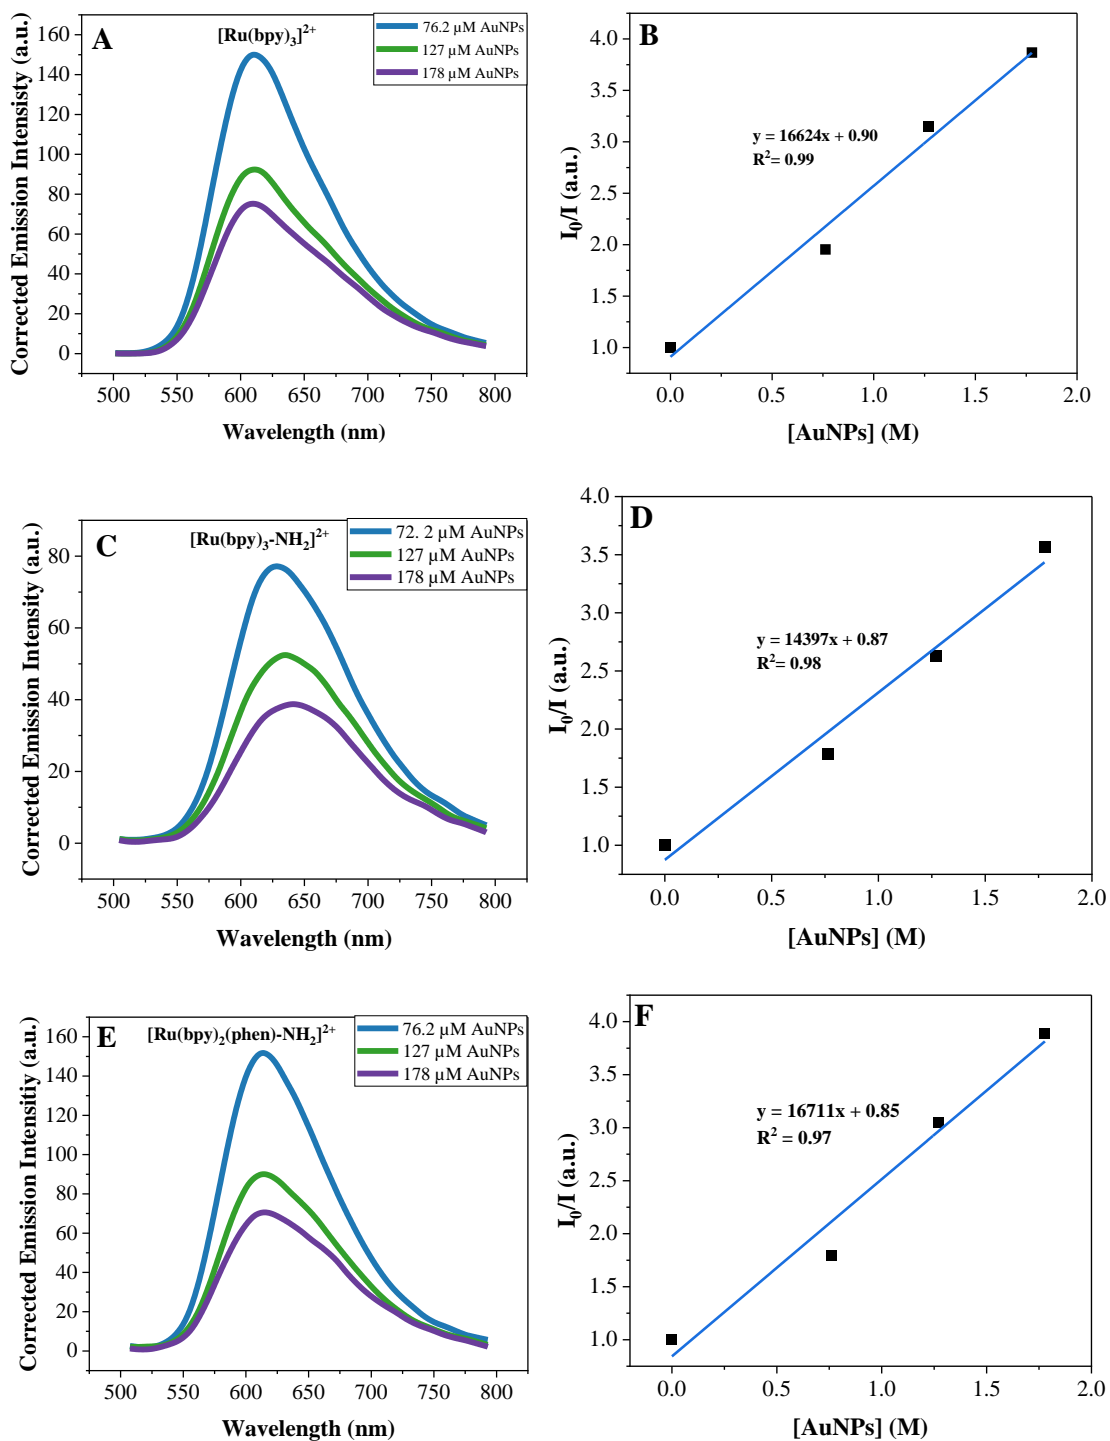 A
[Ru(bpy)3]2+
76.2 µM AuNPs
127 µM AuNPs
178 µM AuNPs
160
140
120
100
80
60
40
20
0
500 550 600 650 700 750 800
Corrected Emission Intensisty (a.u.)
Wavelength (nm)
B
y = 16624x + 0.90
R2= 0.99
4.0
3.5
3.0
2.5
2.0
1.5
1.0
0.0 0.5 1.0 1.5 2.0
I0/I (a.u.)
[AuNPs] (M)
C
[Ru(bpy)3-NH2]2+
72. 2 µM AuNPs
127 µM AuNPs
178 µM AuNPs
80
60
40
20
0
500 550 600 650 700 750 800
Corrected Emission Intensity (a.u.)
Wavelength (nm)
D
y = 14397x + 0.87
R2= 0.98
4.0
3.5
3.0
2.5
2.0
1.5
1.0
0.0 0.5 1.0 1.5 2.0
I0/I (a.u.)
[AuNPs] (M)
E
[Ru(bpy)2(phen)-NH2]2+
76.2 µM AuNPs
127 µM AuNPs
178 µM AuNPs
160
140
120
100
80
60
40
20
0
500 550 600 650 700 750 800
Corrected Emission Intensitiy (a.u.)
Wavelength (nm)
F
y = 16711x + 0.85
R2 = 0.97
4.0
3.5
3.0
2.5
2.0
1.5
1.0
0.0 0.5 1.0 1.5 2.0
I0/I (a.u.)
[AuNPs] (M)